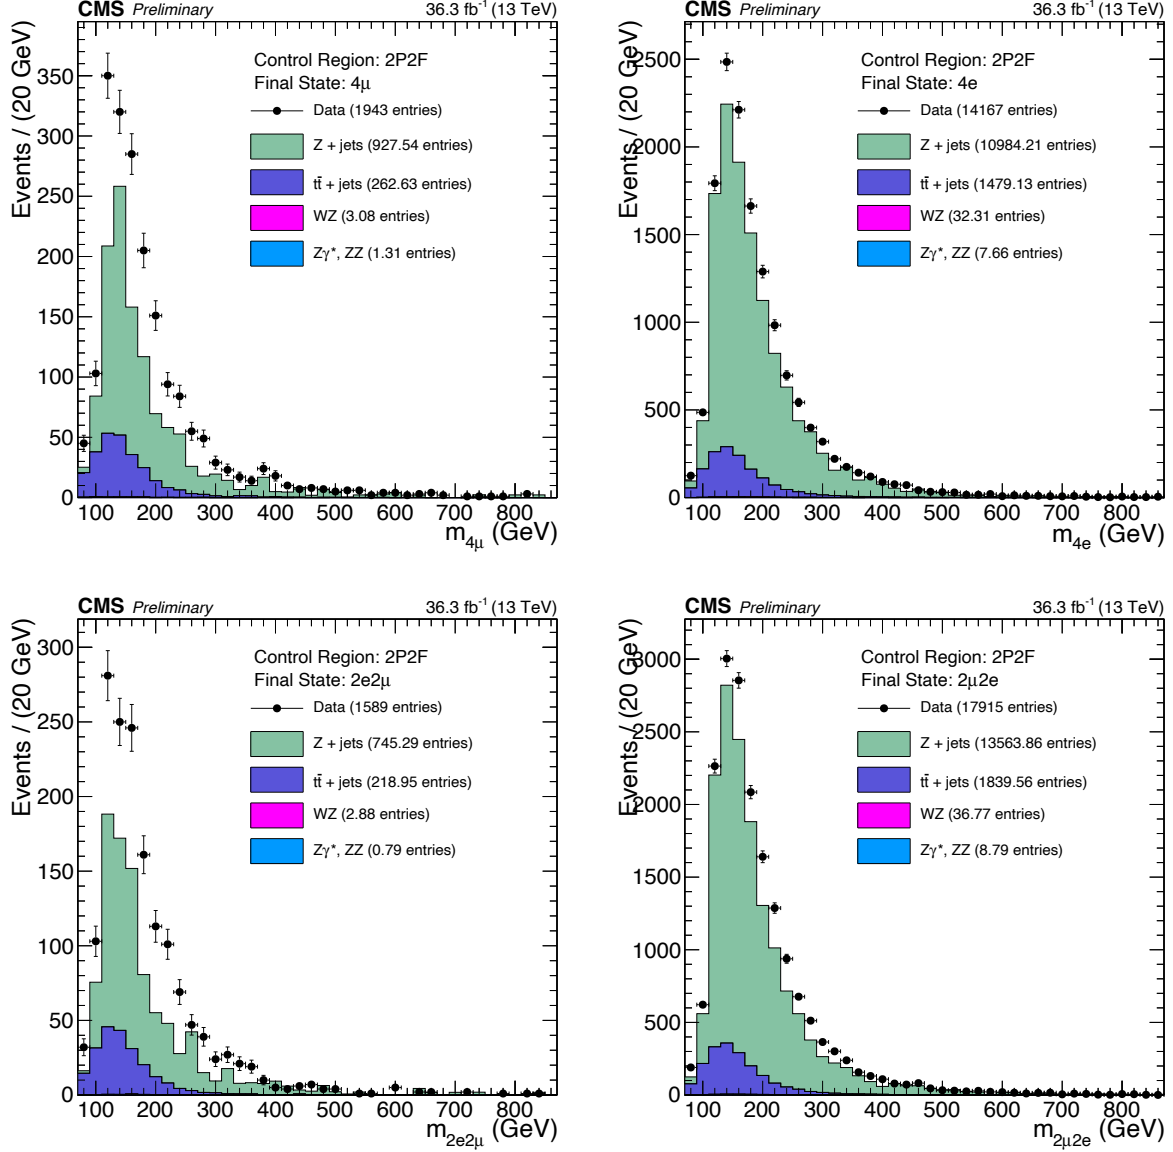 CMS Preliminary 36.3 fb⁻¹ (13 TeV)
Events / (20 GeV)
350
300
250
200
150
100
50
0
Control Region: 2P2F
Final State: 4μ
Data (1943 entries)
Z + jets (927.54 entries)
tt̄ + jets (262.63 entries)
WZ (3.08 entries)
Zγ*, ZZ (1.31 entries)
100 200 300 400 500 600 700 800
m4μ (GeV)
CMS Preliminary 36.3 fb⁻¹ (13 TeV)
Events / (20 GeV)
2500
2000
1500
1000
500
0
Control Region: 2P2F
Final State: 4e
Data (14167 entries)
Z + jets (10984.21 entries)
tt̄ + jets (1479.13 entries)
WZ (32.31 entries)
Zγ*, ZZ (7.66 entries)
100 200 300 400 500 600 700 800
m4e (GeV)
CMS Preliminary 36.3 fb⁻¹ (13 TeV)
Events / (20 GeV)
300
250
200
150
100
50
0
Control Region: 2P2F
Final State: 2e2μ
Data (1589 entries)
Z + jets (745.29 entries)
tt̄ + jets (218.95 entries)
WZ (2.88 entries)
Zγ*, ZZ (0.79 entries)
100 200 300 400 500 600 700 800
m2e2μ (GeV)
CMS Preliminary 36.3 fb⁻¹ (13 TeV)
Events / (20 GeV)
3000
2500
2000
1500
1000
500
0
Control Region: 2P2F
Final State: 2μ2e
Data (17915 entries)
Z + jets (13563.86 entries)
tt̄ + jets (1839.56 entries)
WZ (36.77 entries)
Zγ*, ZZ (8.79 entries)
100 200 300 400 500 600 700 800
m2μ2e (GeV)